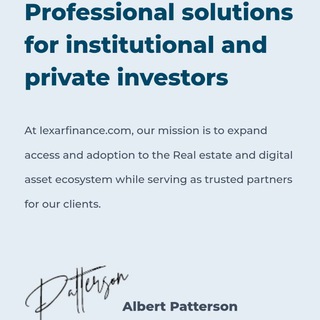 Professional solutions
for institutional and
private investors
At lexarfinance.com, our mission is to expand
access and adoption to the Real estate and digital
asset ecosystem while serving as trusted partners
for our clients.
Patterson
Albert Patterson